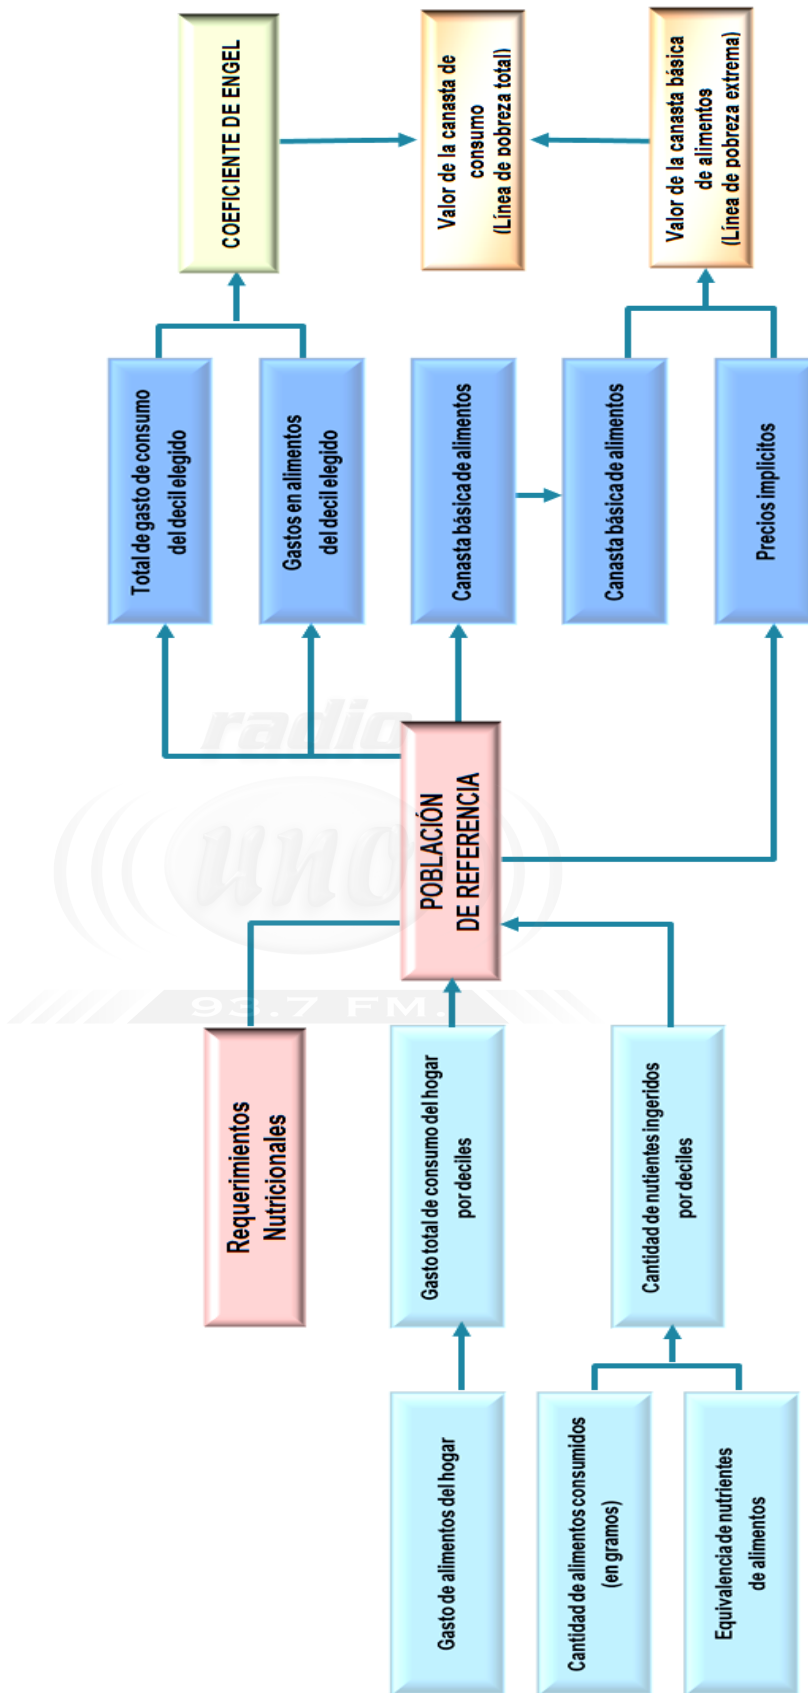 Gasto de alimentos del hogar
Cantidad de alimentos consumidos
(en gramos)
Equivalencia de nutrientes
de alimentos
Requerimientos
Nutricionales
Gasto total de consumo del hogar
por deciles
Cantidad de nutientes ingeridos
por deciles
POBLACIÓN
DE REFERENCIA
Total de gasto de consumo
del decil elegido
Gastos en alimentos
del decil elegido
Canasta básica de alimentos
Canasta básica de alimentos
Precios implicitos
COEFICIENTE DE ENGEL
Valor de la canasta de
consumo
(Línea de pobreza total)
Valor de la canasta básica
de alimentos
(Línea de pobreza extrema)
radio
uno
93.7 FM.